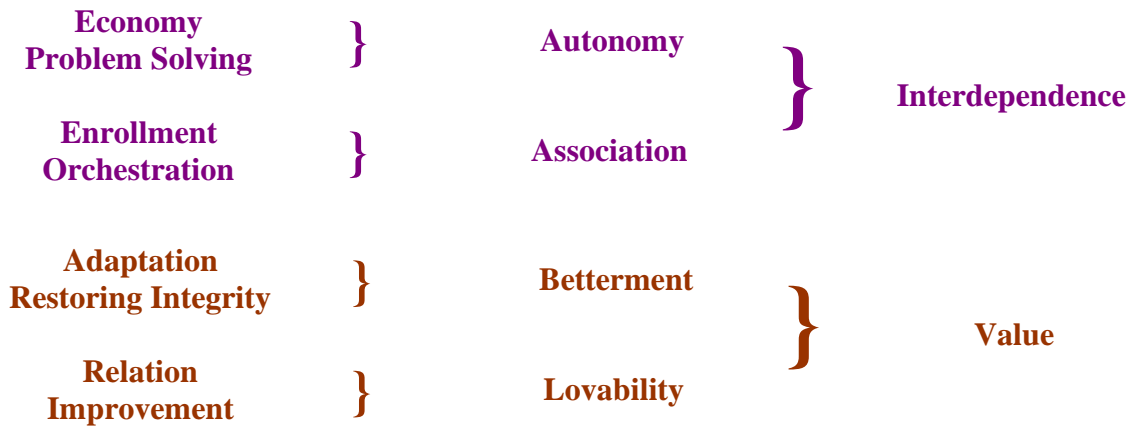 Economy
Problem Solving
}
Autonomy
}
Interdependence
Enrollment
Orchestration
}
Association
Adaptation
Restoring Integrity
}
Betterment
}
Value
Relation
Improvement
}
Lovability